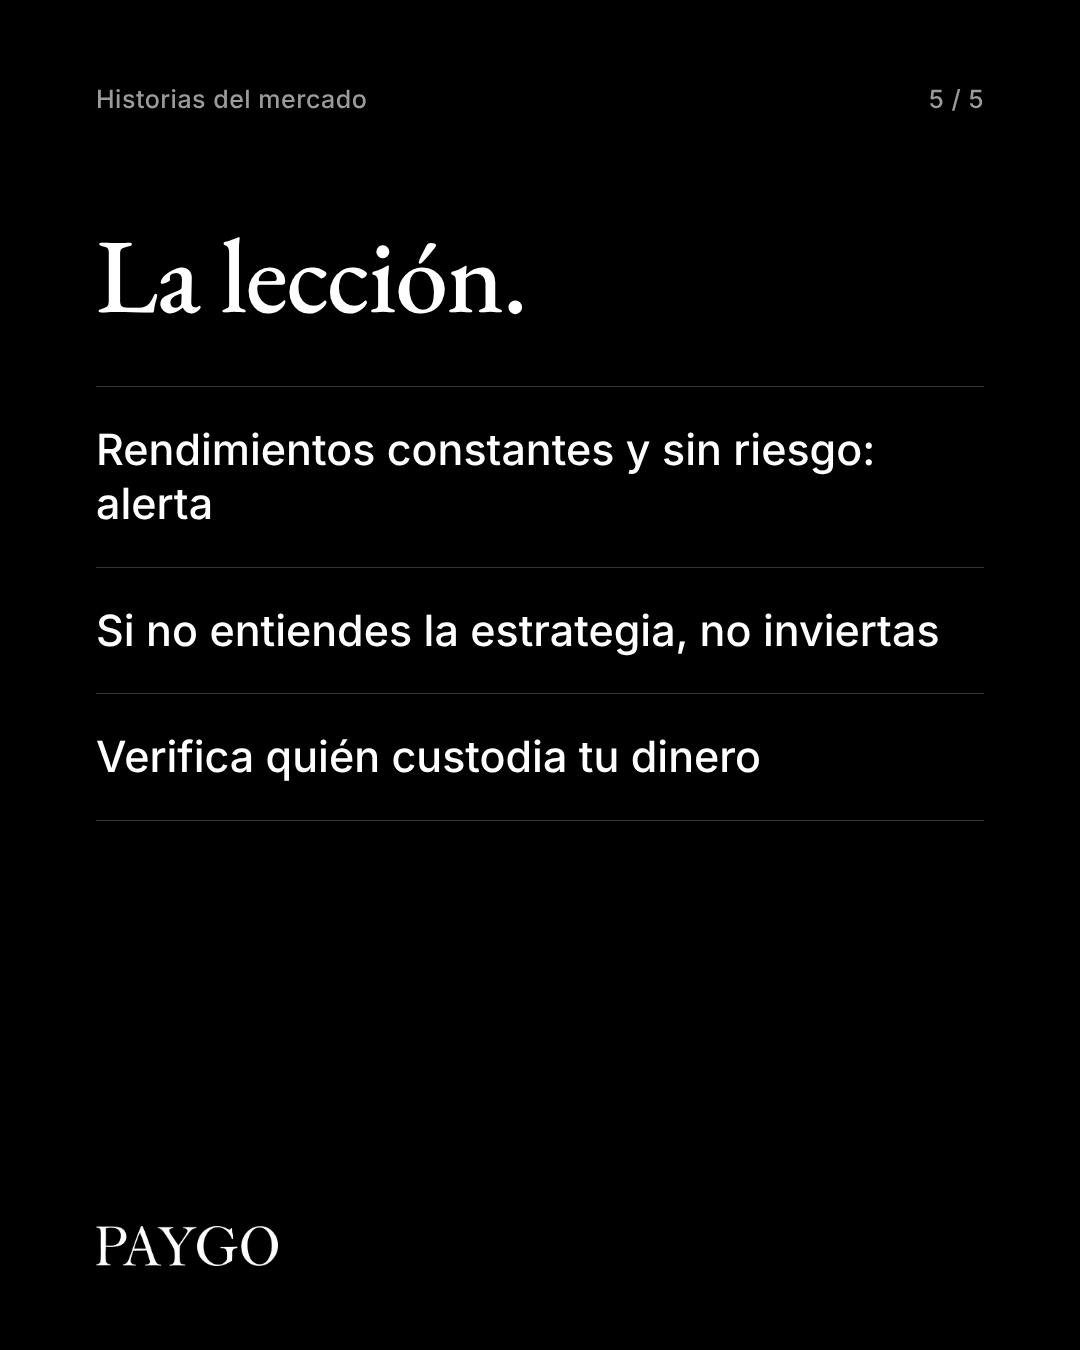 Historias del mercado
5 / 5
La lección.
Rendimientos constantes y sin riesgo:
alerta
Si no entiendes la estrategia, no inviertas
Verifica quién custodia tu dinero
PAYGO